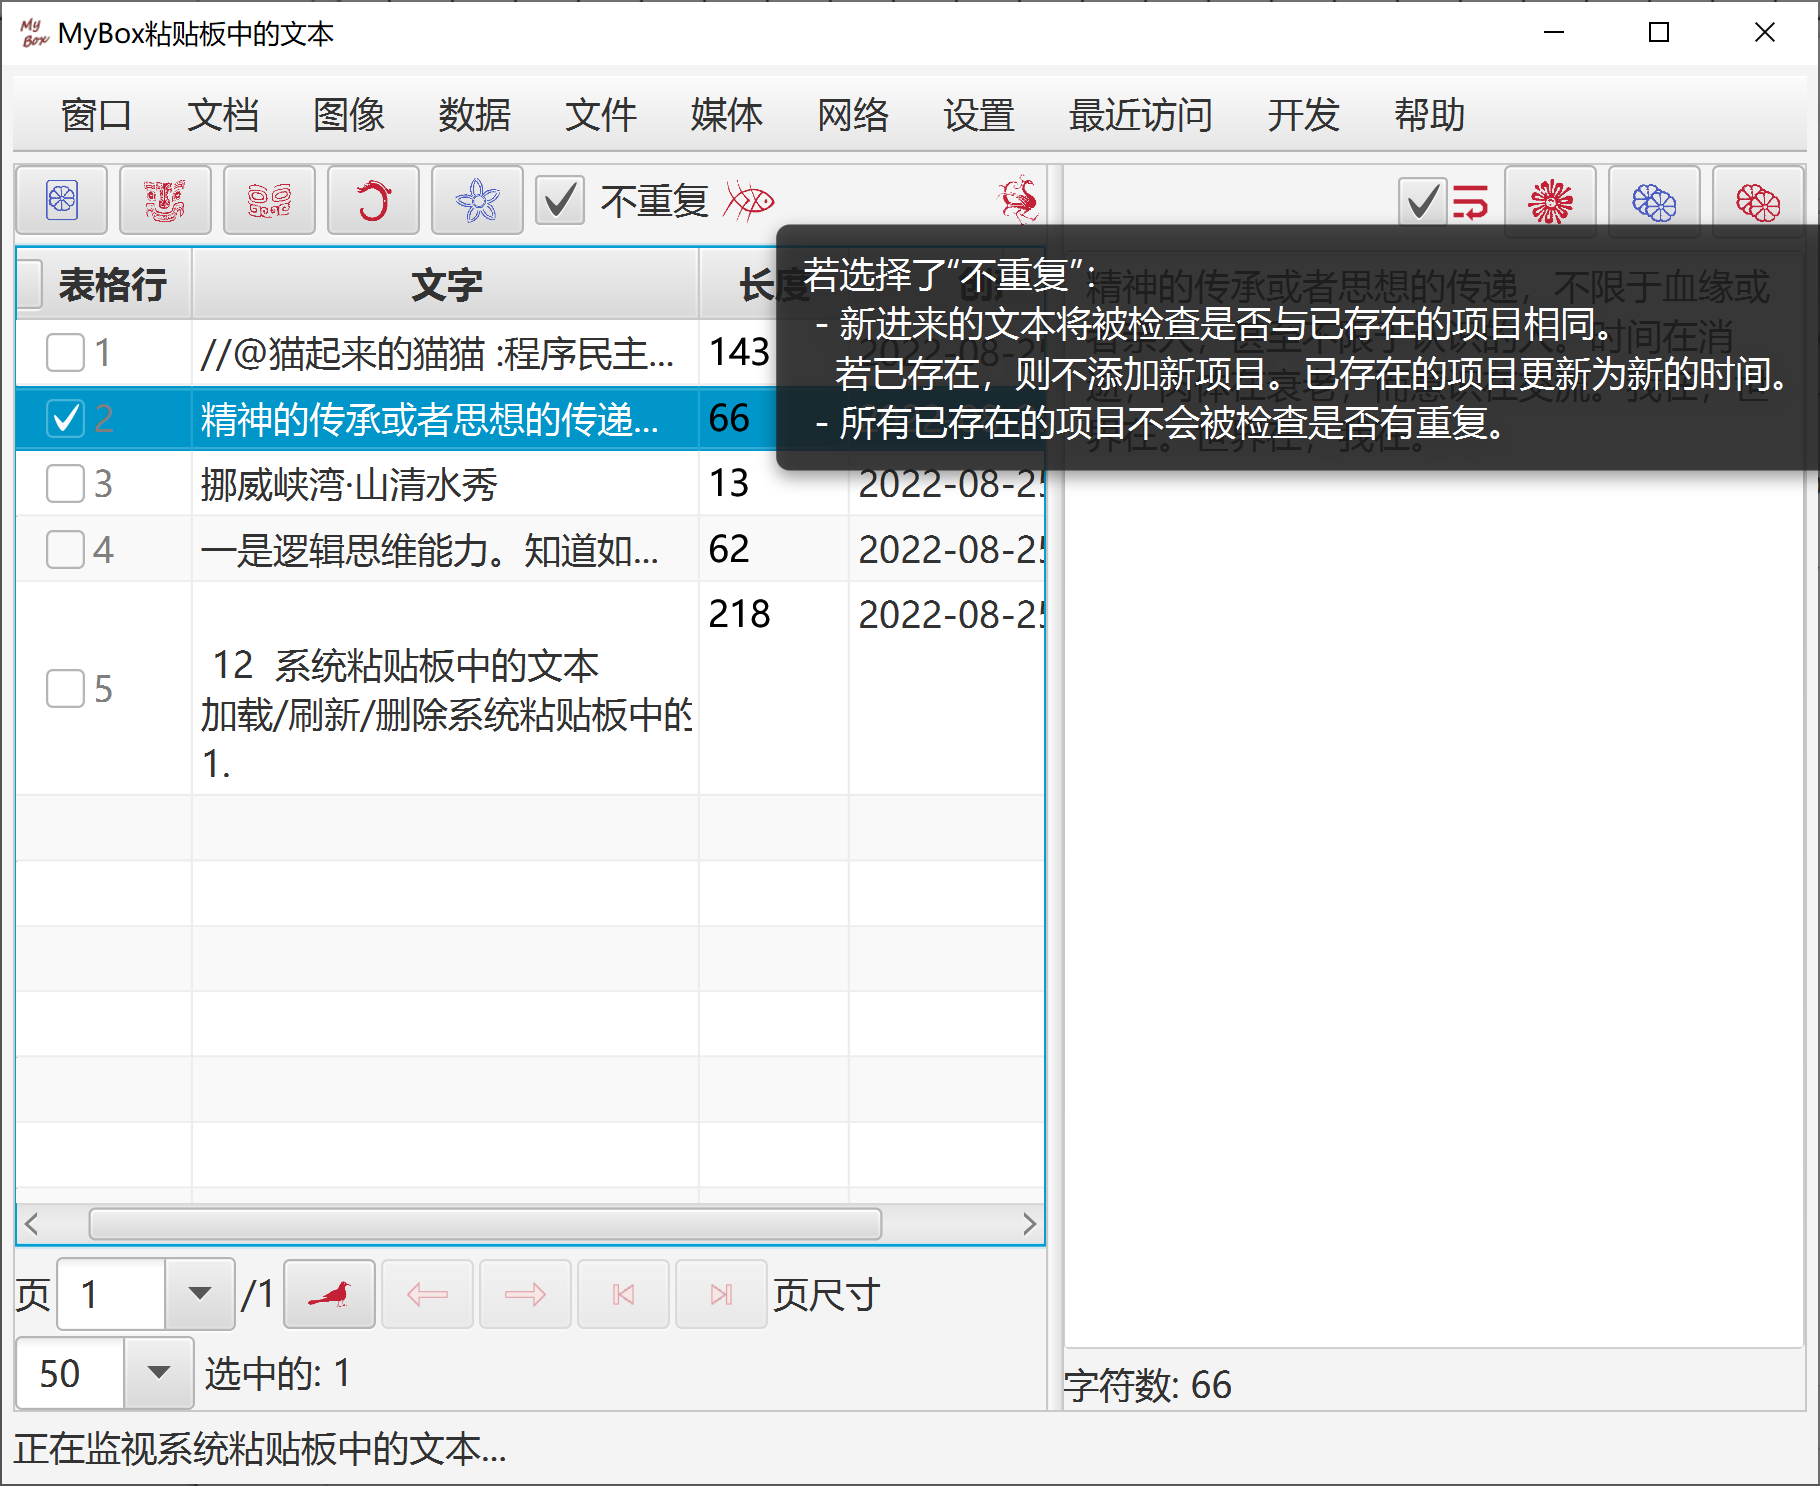 My Box MyBox粘贴板中的文本
窗口 文档 图像 数据 文件 媒体 网络 设置 最近访问 开发 帮助
不重复
表格行 文字 长度
若选择了“不重复”：
- 新进来的文本将被检查是否与已存在的项目相同。
若已存在，则不添加新项目。已存在的项目更新为新的时间。
- 所有已存在的项目不会被检查是否有重复。
1 //@猫起来的猫猫 :程序民主... 143
2 精神的传承或者思想的传递... 66
3 挪威峡湾·山清水秀 13 2022-08-25
4 一是逻辑思维能力。知道如... 62 2022-08-25
5 218 2022-08-25
12 系统粘贴板中的文本
加载/刷新/删除系统粘贴板中的
1.
精神的传承或者思想的传递，不限于血缘或
页 1 /1 页尺寸
50 选中的: 1
字符数: 66
正在监视系统粘贴板中的文本...